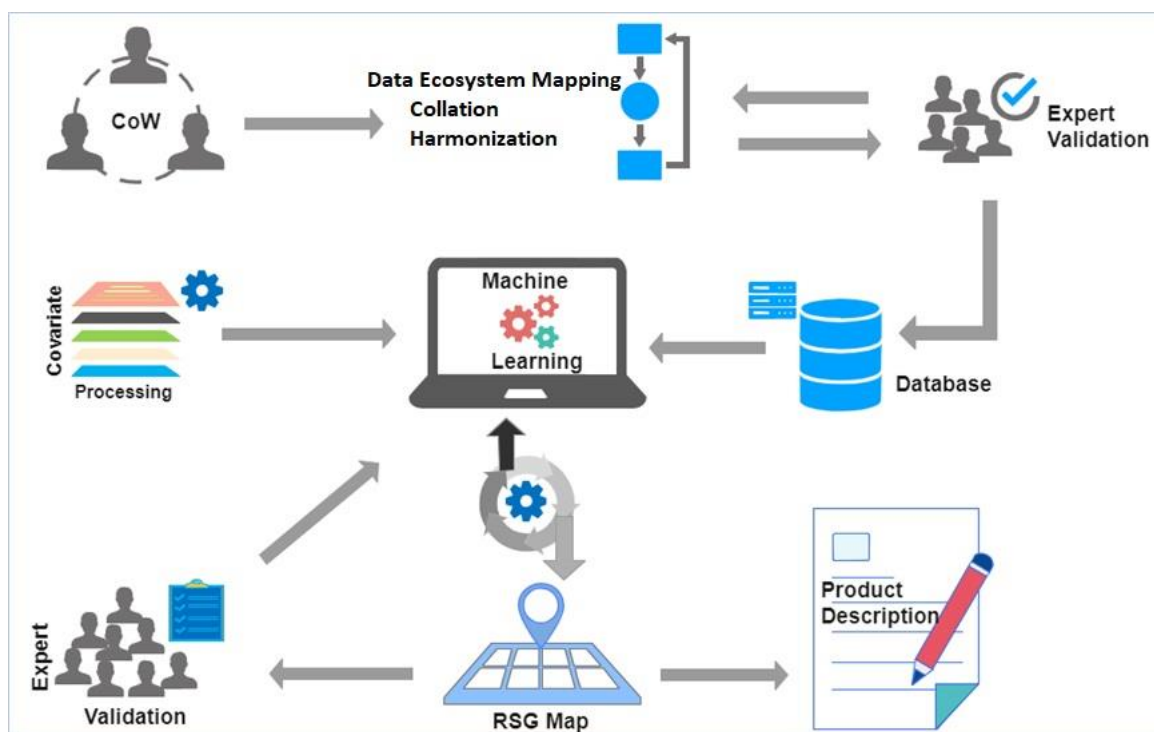 CoW
Data Ecosystem Mapping
Collation
Harmonization
Expert
Validation
Covariate
Processing
Machine
Learning
Database
Expert
Validation
RSG Map
Product
Description